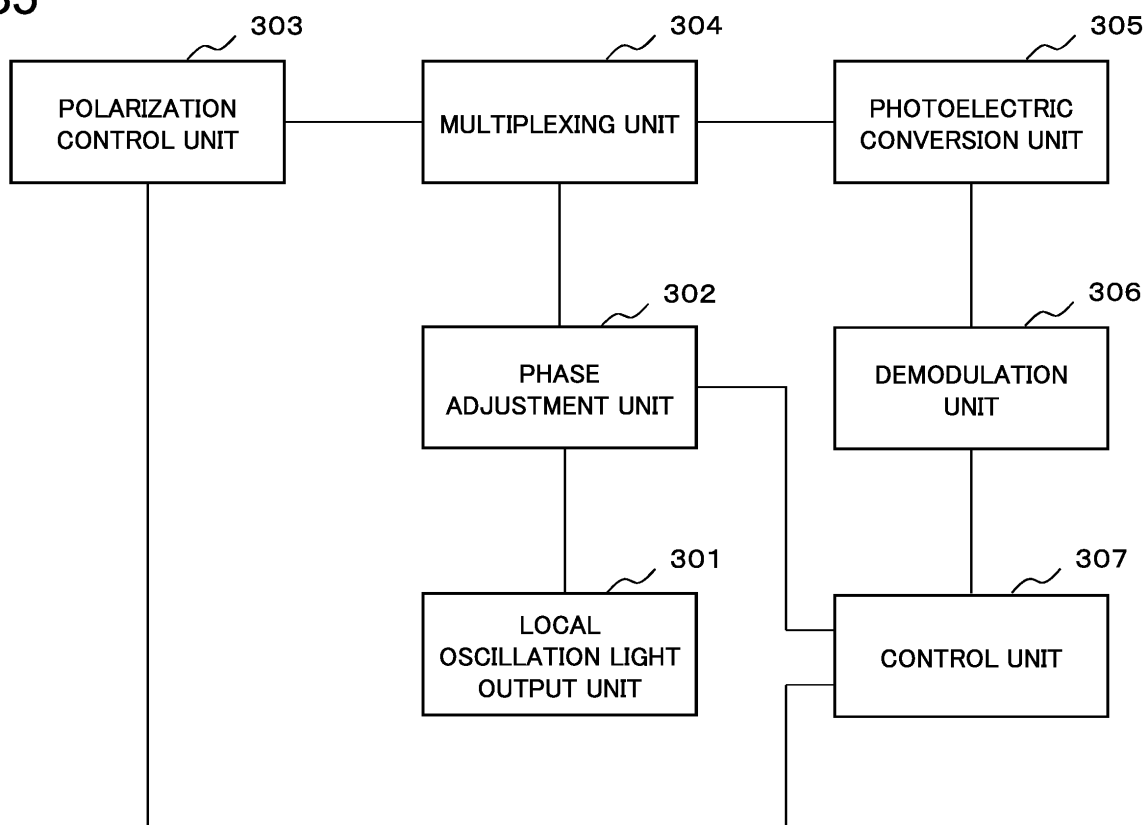 303
304
305
POLARIZATION
CONTROL UNIT
MULTIPLEXING UNIT
PHOTOELECTRIC
CONVERSION UNIT
302
306
PHASE
ADJUSTMENT UNIT
DEMODULATION
UNIT
301
307
LOCAL
OSCILLATION LIGHT
OUTPUT UNIT
CONTROL UNIT